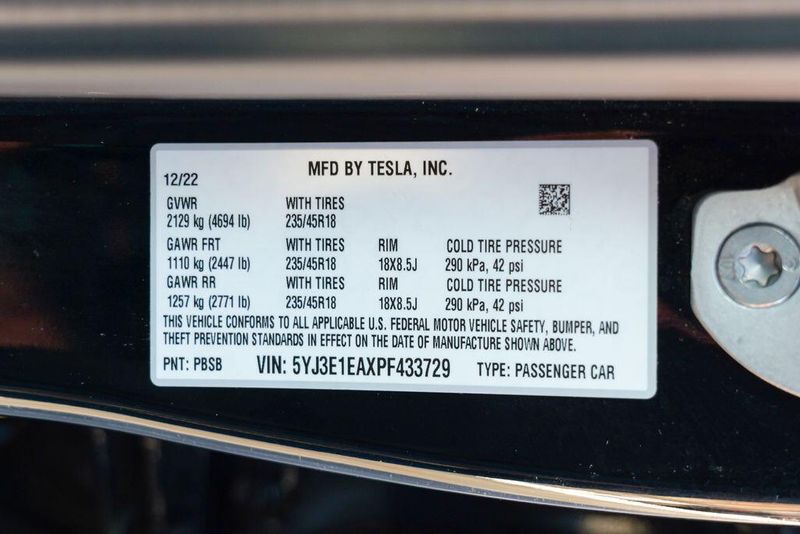 MFD BY TESLA, INC.
12/22
GVWR WITH TIRES
2129 kg (4694 lb) 235/45R18
GAWR FRT WITH TIRES RIM COLD TIRE PRESSURE
1110 kg (2447 lb) 235/45R18 18X8.5J 290 kPa, 42 psi
GAWR RR WITH TIRES RIM COLD TIRE PRESSURE
1257 kg (2771 lb) 235/45R18 18X8.5J 290 kPa, 42 psi
THIS VEHICLE CONFORMS TO ALL APPLICABLE U.S. FEDERAL MOTOR VEHICLE SAFETY, BUMPER, AND
THEFT PREVENTION STANDARDS IN EFFECT ON THE DATE OF MANUFACTURE SHOWN ABOVE.
PNT: PBSB VIN: 5YJ3E1EAXPF433729 TYPE: PASSENGER CAR